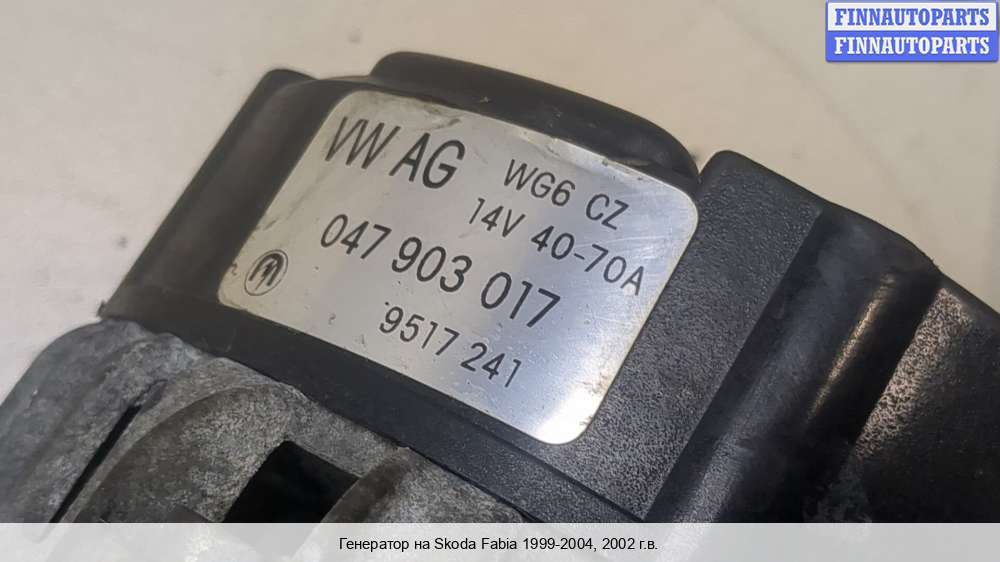 FINNAUTOPARTS
FINNAUTOPARTS
VW AG
WG6 CZ
14V 40-70A
047 903 017
9517 241
Генератор на Skoda Fabia 1999-2004, 2002 г.в.